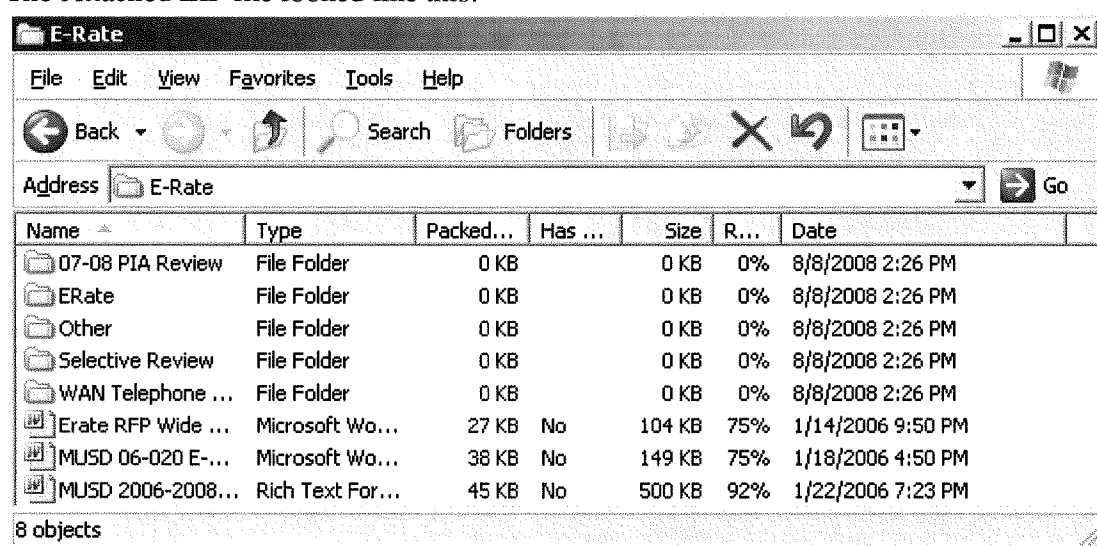 E-Rate
File Edit View Favorites Tools Help
Back Search Folders
Address E-Rate Go
Name Type Packed... Has ... Size R... Date
07-08 PIA Review File Folder 0 KB 0 KB 0% 8/8/2008 2:26 PM
ERate File Folder 0 KB 0 KB 0% 8/8/2008 2:26 PM
Other File Folder 0 KB 0 KB 0% 8/8/2008 2:26 PM
Selective Review File Folder 0 KB 0 KB 0% 8/8/2008 2:26 PM
WAN Telephone ... File Folder 0 KB 0 KB 0% 8/8/2008 2:26 PM
Erate RFP Wide ... Microsoft Wo... 27 KB No 104 KB 75% 1/14/2006 9:50 PM
MUSD 06-020 E-... Microsoft Wo... 38 KB No 149 KB 75% 1/18/2006 4:50 PM
MUSD 2006-2008... Rich Text For... 45 KB No 500 KB 92% 1/22/2006 7:23 PM
8 objects